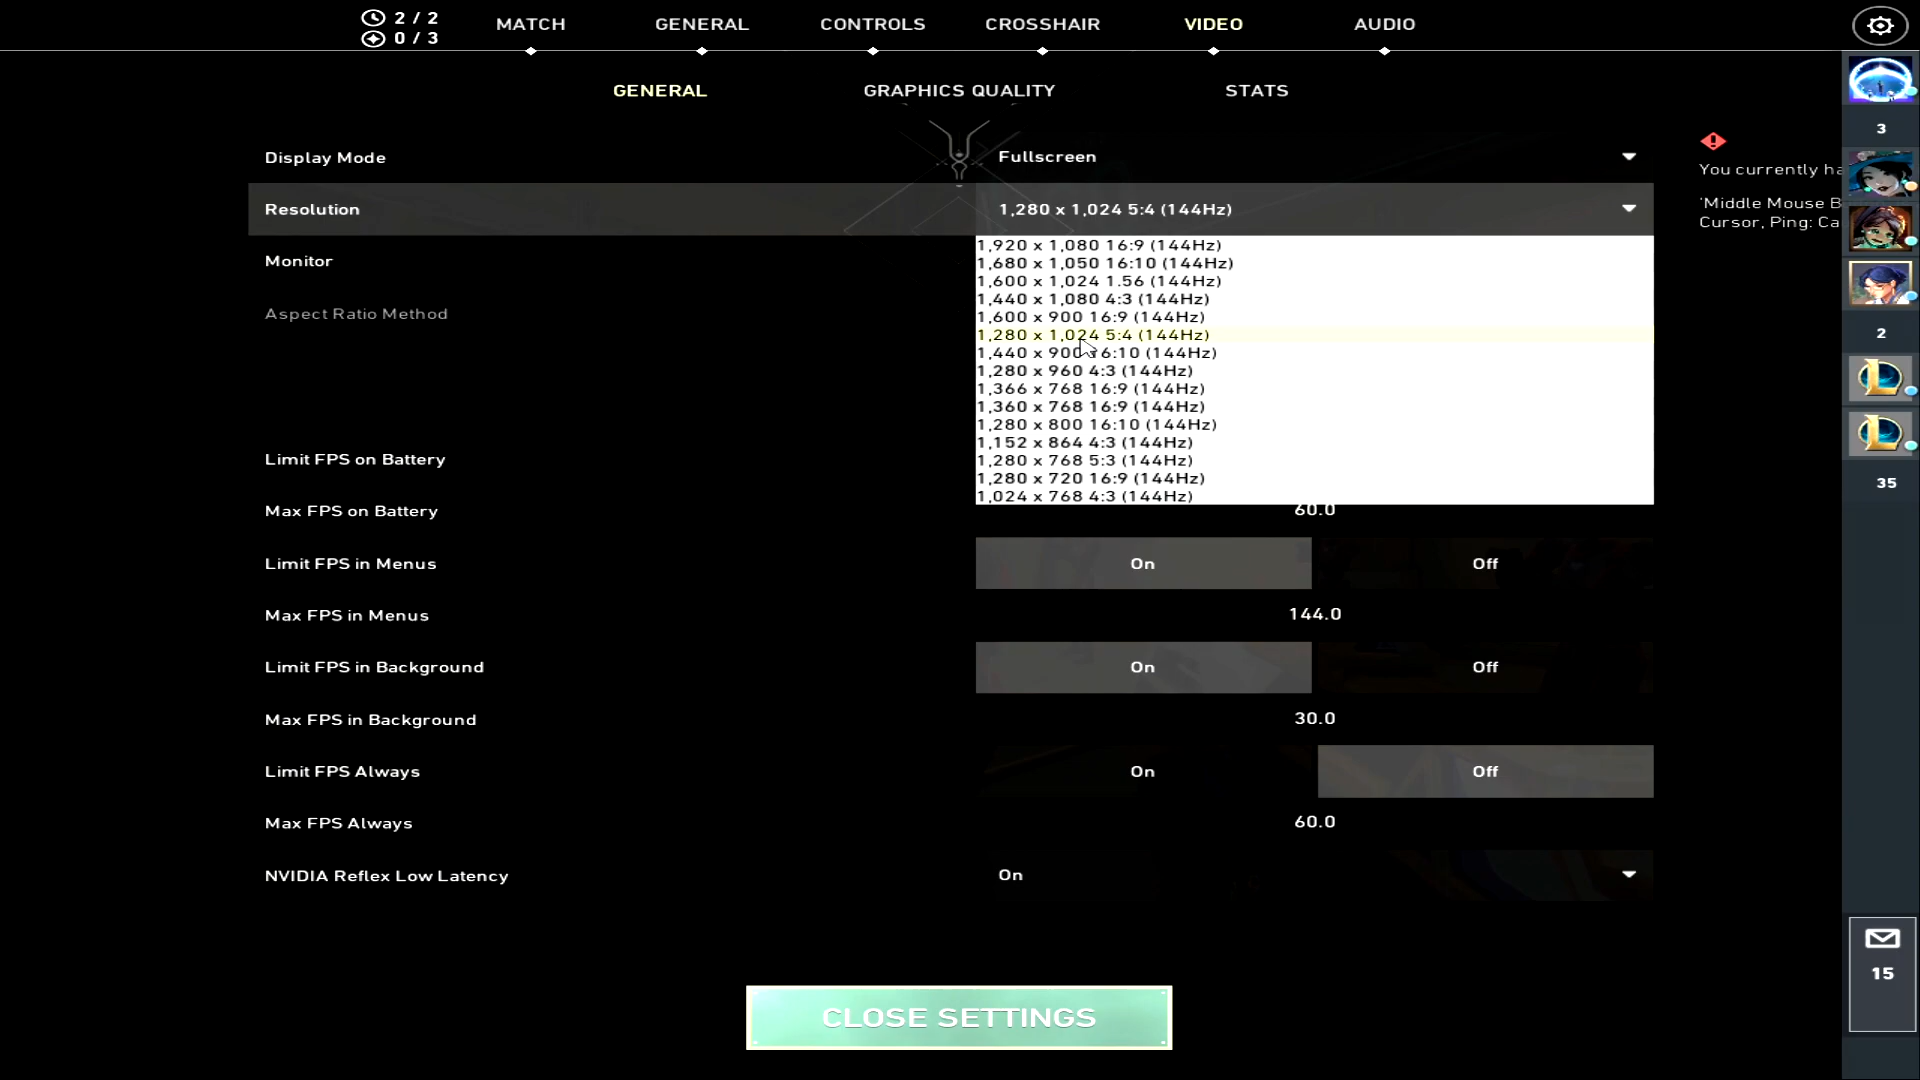 2 / 2
0 / 3
MATCH
GENERAL
CONTROLS
CROSSHAIR
VIDEO
AUDIO
GENERAL
GRAPHICS QUALITY
STATS
Display Mode
Fullscreen
Resolution
1,280 x 1,024 5:4 (144Hz)
1,920 x 1,080 16:9 (144Hz)
1,680 x 1,050 16:10 (144Hz)
1,600 x 1,024 1.56 (144Hz)
1,440 x 1,080 4:3 (144Hz)
1,600 x 900 16:9 (144Hz)
1,280 x 1,024 5:4 (144Hz)
1,440 x 900 16:10 (144Hz)
1,280 x 960 4:3 (144Hz)
1,366 x 768 16:9 (144Hz)
1,360 x 768 16:9 (144Hz)
1,280 x 800 16:10 (144Hz)
1,152 x 864 4:3 (144Hz)
1,280 x 768 5:3 (144Hz)
1,280 x 720 16:9 (144Hz)
1,024 x 768 4:3 (144Hz)
Monitor
Aspect Ratio Method
Limit FPS on Battery
Max FPS on Battery
60.0
Limit FPS in Menus
On
Off
Max FPS in Menus
144.0
Limit FPS in Background
On
Off
Max FPS in Background
30.0
Limit FPS Always
On
Off
Max FPS Always
60.0
NVIDIA Reflex Low Latency
On
CLOSE SETTINGS
You currently ha
'Middle Mouse B
Cursor, Ping: Ca
3
2
35
15